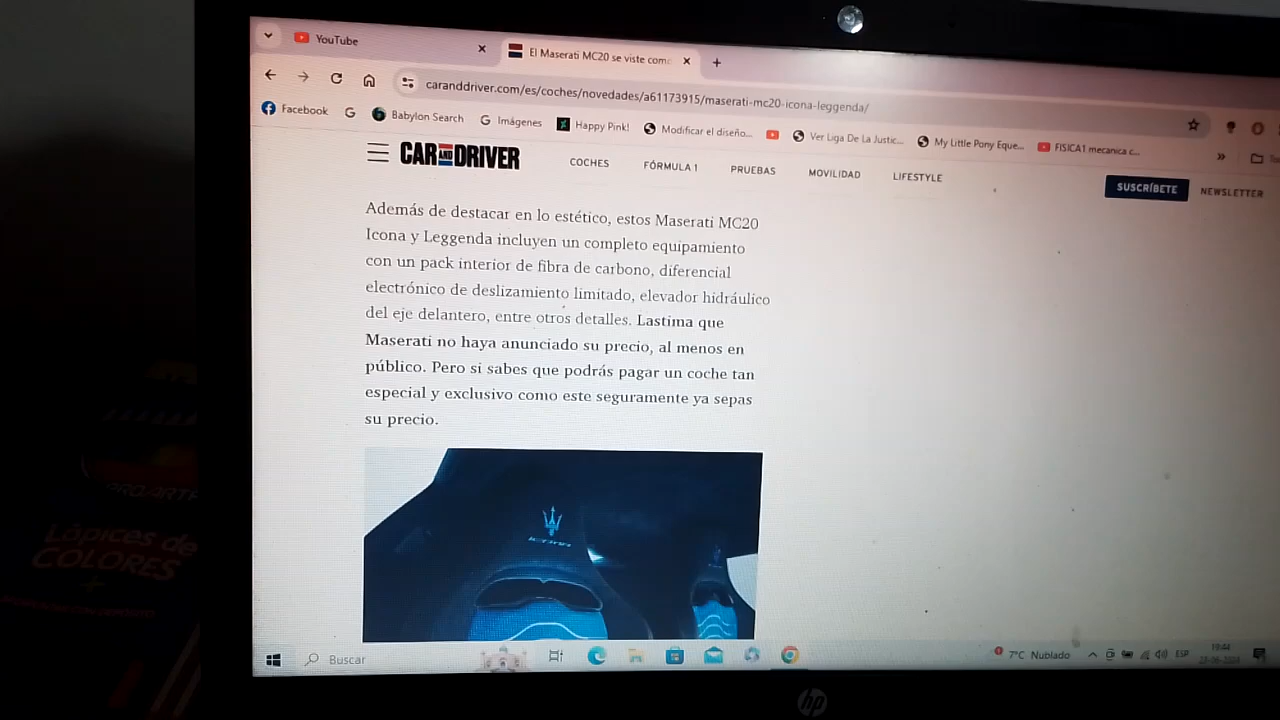 YouTube
El Maserati MC20 se viste como
caranddriver.com/es/coches/novedades/a61173915/maserati-mc20-icona-leggenda/
Facebook
Babylon Search
Imágenes
Happy Pink!
Modificar el diseño...
Ver Liga De La Justic...
My Little Pony Eque...
FISICA1 mecanica c...
CAR AND DRIVER
COCHES
FÓRMULA 1
PRUEBAS
MOVILIDAD
LIFESTYLE
SUSCRÍBETE
NEWSLETTER
Además de destacar en lo estético, estos Maserati MC20
Icona y Leggenda incluyen un completo equipamiento
con un pack interior de fibra de carbono, diferencial
electrónico de deslizamiento limitado, elevador hidráulico
del eje delantero, entre otros detalles. Lastima que
Maserati no haya anunciado su precio, al menos en
público. Pero si sabes que podrás pagar un coche tan
especial y exclusivo como este seguramente ya sepas
su precio.
Lápices de
COLORES
Buscar
7°C Nublado
ESP
19:44
hp